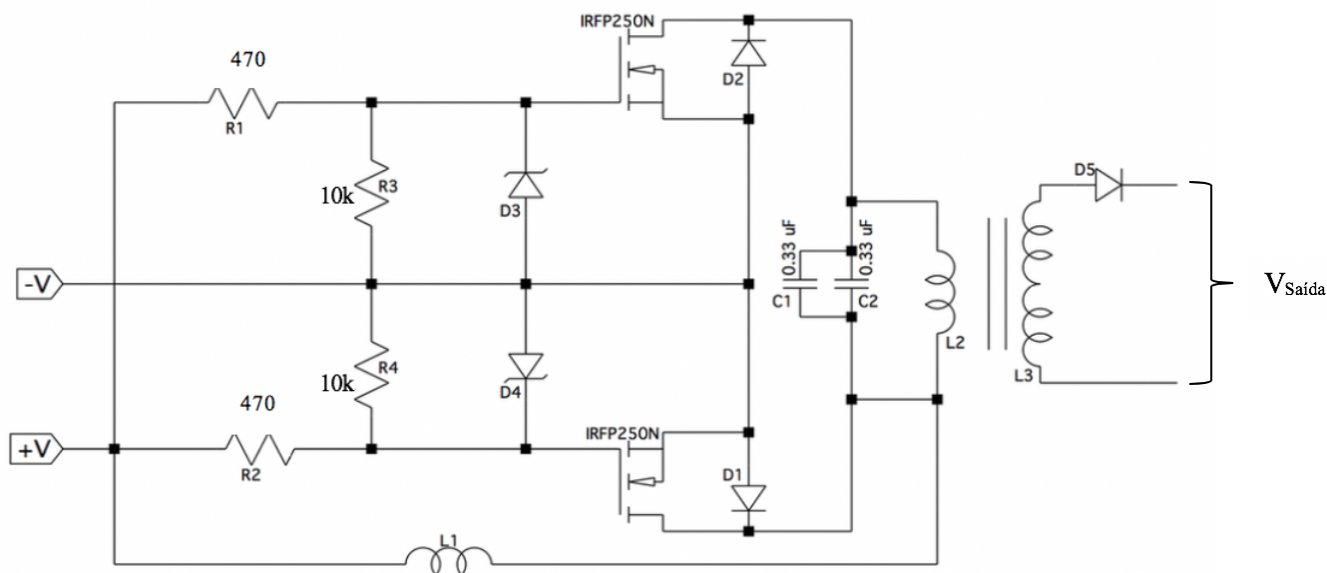 IRFP250N
470
R1
D2
R3
10k
D3
D5
0.33 uF
0.33 uF
-V
C1
C2
V Saída
L2
R4
10k
D4
L3
470
IRFP250N
+V
R2
D1
L1